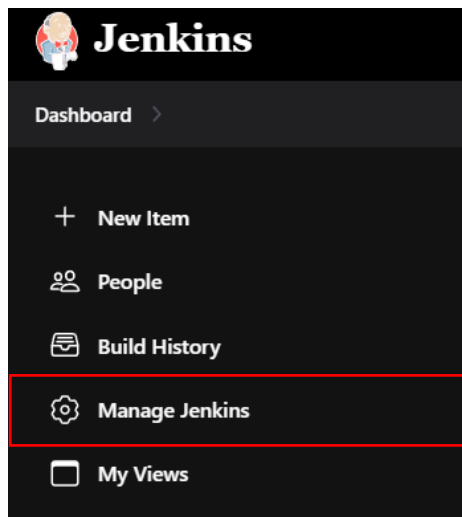 Jenkins
Dashboard
New Item
People
Build History
Manage Jenkins
My Views